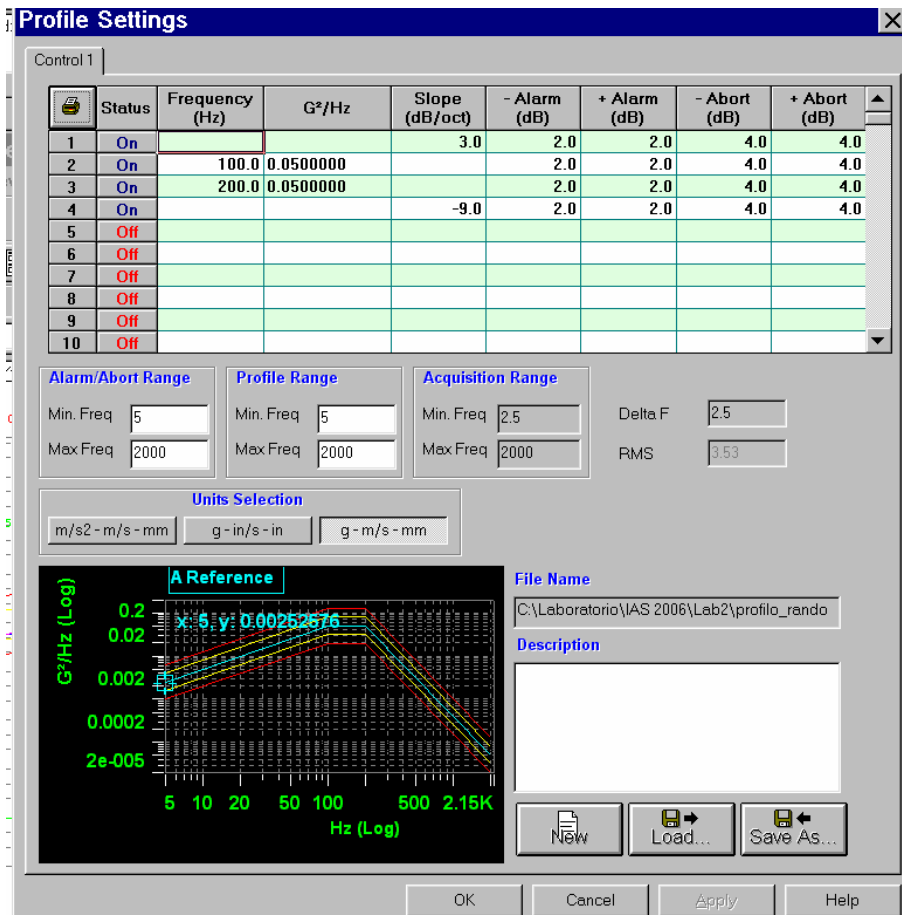 Profile Settings
Control 1
Status Frequency (Hz) G²/Hz Slope (dB/oct) - Alarm (dB) + Alarm (dB) - Abort (dB) + Abort (dB)
1 On 3.0 2.0 2.0 4.0 4.0
2 On 100.0 0.0500000 2.0 2.0 4.0 4.0
3 On 200.0 0.0500000 2.0 2.0 4.0 4.0
4 On -9.0 2.0 2.0 4.0 4.0
5 Off
6 Off
7 Off
8 Off
9 Off
10 Off
Alarm/Abort Range Profile Range Acquisition Range
Min. Freq 5 Min. Freq 5 Min. Freq 2.5 Delta F 2.5
Max Freq 2000 Max Freq 2000 Max Freq 2000 RMS 3.53
Units Selection
m/s2 - m/s - mm g - in/s - in g - m/s - mm
A Reference
x: 5, y: 0.00252576
G²/Hz (Log)
0.2
0.02
0.002
0.0002
2e-005
5 10 20 50 100 500 2.15K
Hz (Log)
File Name
C:\Laboratorio\IAS 2006\Lab2\profilo_rando
Description
New Load... Save As...
OK Cancel Apply Help